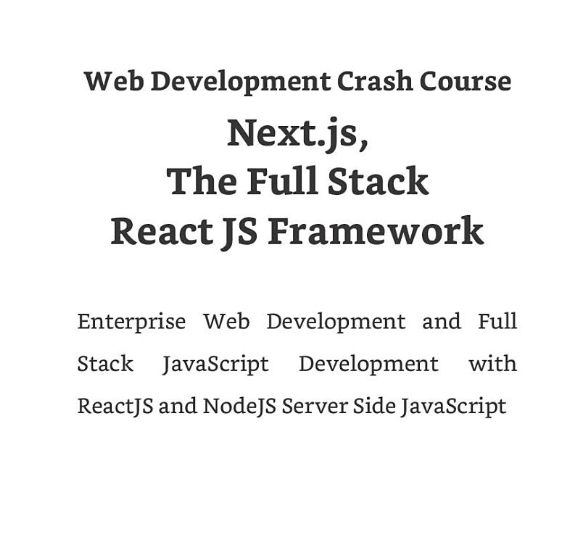 Web Development Crash Course
Next.js,
The Full Stack
React JS Framework
Enterprise Web Development and Full
Stack JavaScript Development with
ReactJS and NodeJS Server Side JavaScript